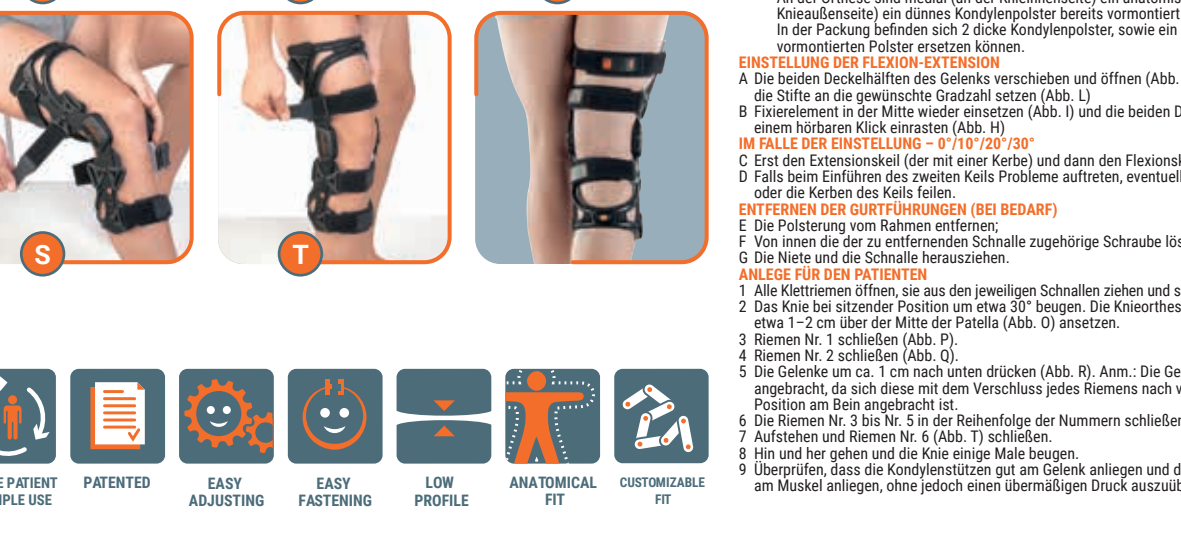 S
T
E PATIENT
PLE USE
PATENTED
EASY
ADJUSTING
EASY
FASTENING
LOW
PROFILE
ANATOMICAL
FIT
CUSTOMIZABLE
FIT
An der Orthese sind medial (an der Knieinnenseite) ein
Knieaußenseite) ein dünnes Kondylenpolster bereits vormontiert
In der Packung befinden sich 2 dicke Kondylenpolster, sowie ein
vormontierten Polster ersetzen können.
EINSTELLUNG DER FLEXION-EXTENSION
A Die beiden Deckelhälften des Gelenks verschieben und öffnen (Abb.
die Stifte an die gewünschte Gradzahl setzen (Abb. L)
B Fixierelement in der Mitte wieder einsetzen (Abb. I) und die beiden D
einem hörbaren Klick einrasten (Abb. H)
IM FALLE DER EINSTELLUNG – 0°/10°/20°/30°
C Erst den Extensionskeil (der mit einer Kerbe) und dann den Flexionsk
D Falls beim Einführen des zweiten Keils Probleme auftreten, eventuell
oder die Kerben des Keils feilen.
ENTFERNEN DER GURTFÜHRUNGEN (BEI BEDARF)
E Die Polsterung vom Rahmen entfernen;
F Von innen die der zu entfernenden Schnalle zugehörige Schraube lös
G Die Niete und die Schnalle herausziehen.
ANLEGE FÜR DEN PATIENTEN
1 Alle Klettriemen öffnen, sie aus den jeweiligen Schnallen ziehen und s
2 Das Knie bei sitzender Position um etwa 30° beugen. Die Knieorthes
etwa 1–2 cm über der Mitte der Patella (Abb. O) ansetzen.
3 Riemen Nr. 1 schließen (Abb. P).
4 Riemen Nr. 2 schließen (Abb. Q).
5 Die Gelenke um ca. 1 cm nach unten drücken (Abb. R). Anm.: Die Ge
angebracht, da sich diese mit dem Verschluss jedes Riemens nach v
Position am Bein angebracht ist.
6 Die Riemen Nr. 3 bis Nr. 5 in der Reihenfolge der Nummern schließen
7 Aufstehen und Riemen Nr. 6 (Abb. T) schließen.
8 Hin und her gehen und die Knie einige Male beugen.
9 Überprüfen, dass die Kondylenstützen gut am Gelenk anliegen und d
am Muskel anliegen, ohne jedoch einen übermäßigen Druck auszuüb